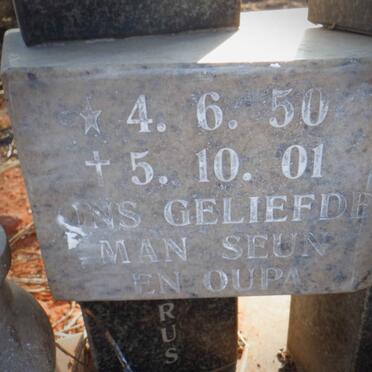 ☆ 4. 6. 50
✝ 5. 10. 01
ONS GELIEFDE
MAN SEUN
EN OUPA
RUS